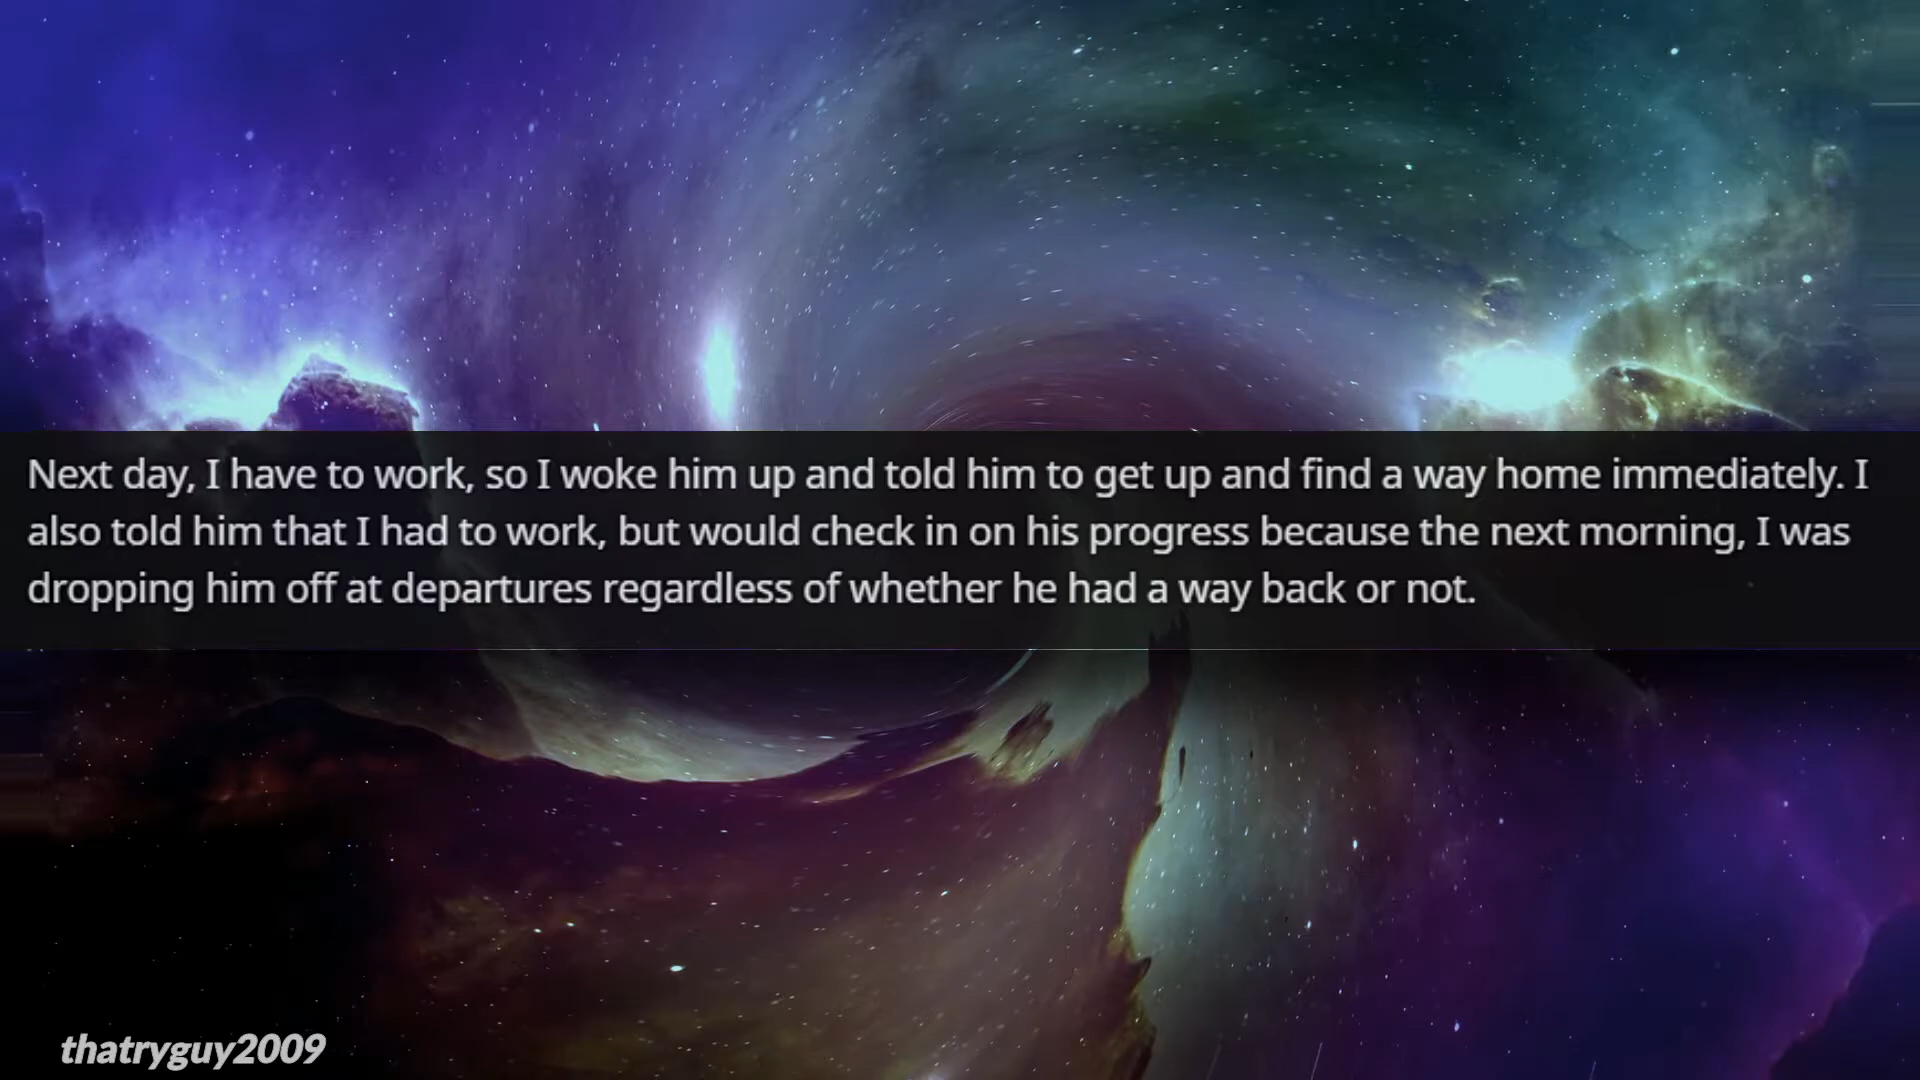 Next day, I have to work, so I woke him up and told him to get up and find a way home immediately. I
also told him that I had to work, but would check in on his progress because the next morning, I was
dropping him off at departures regardless of whether he had a way back or not.
thatryguy2009